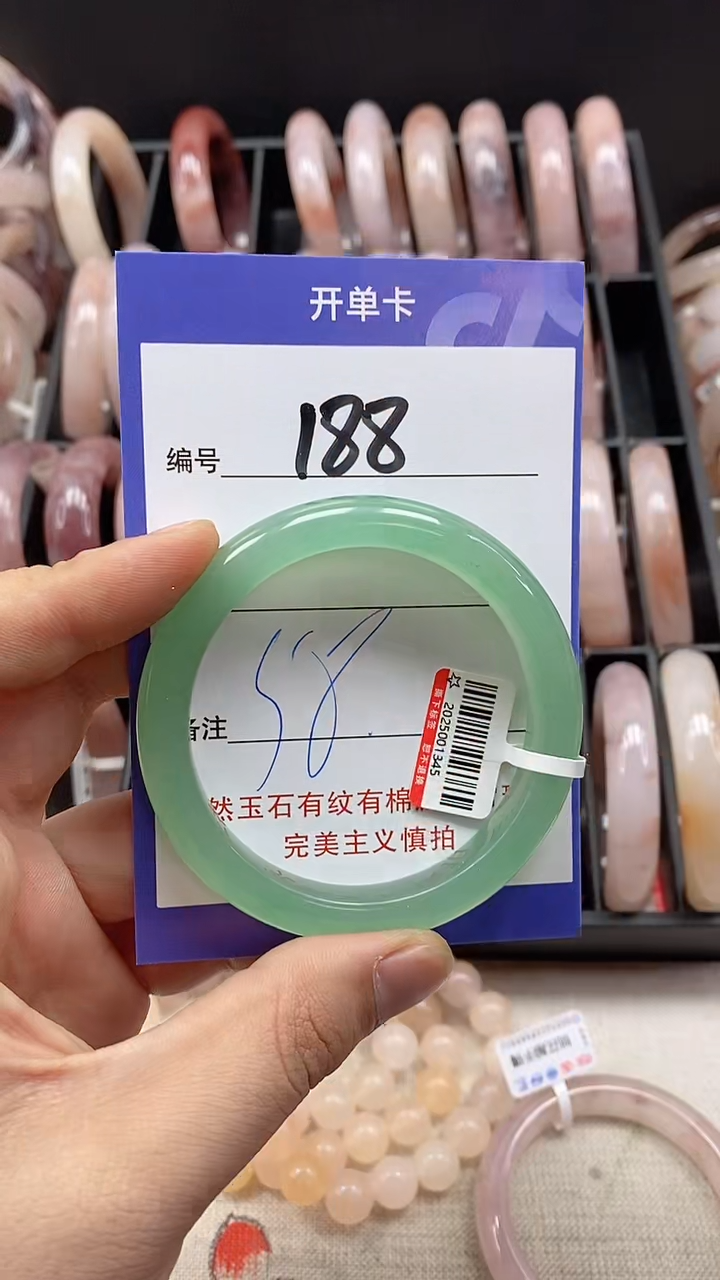 开单卡
编号 188
58
备注
2025001345
然玉石有纹有棉
完美主义慎拍